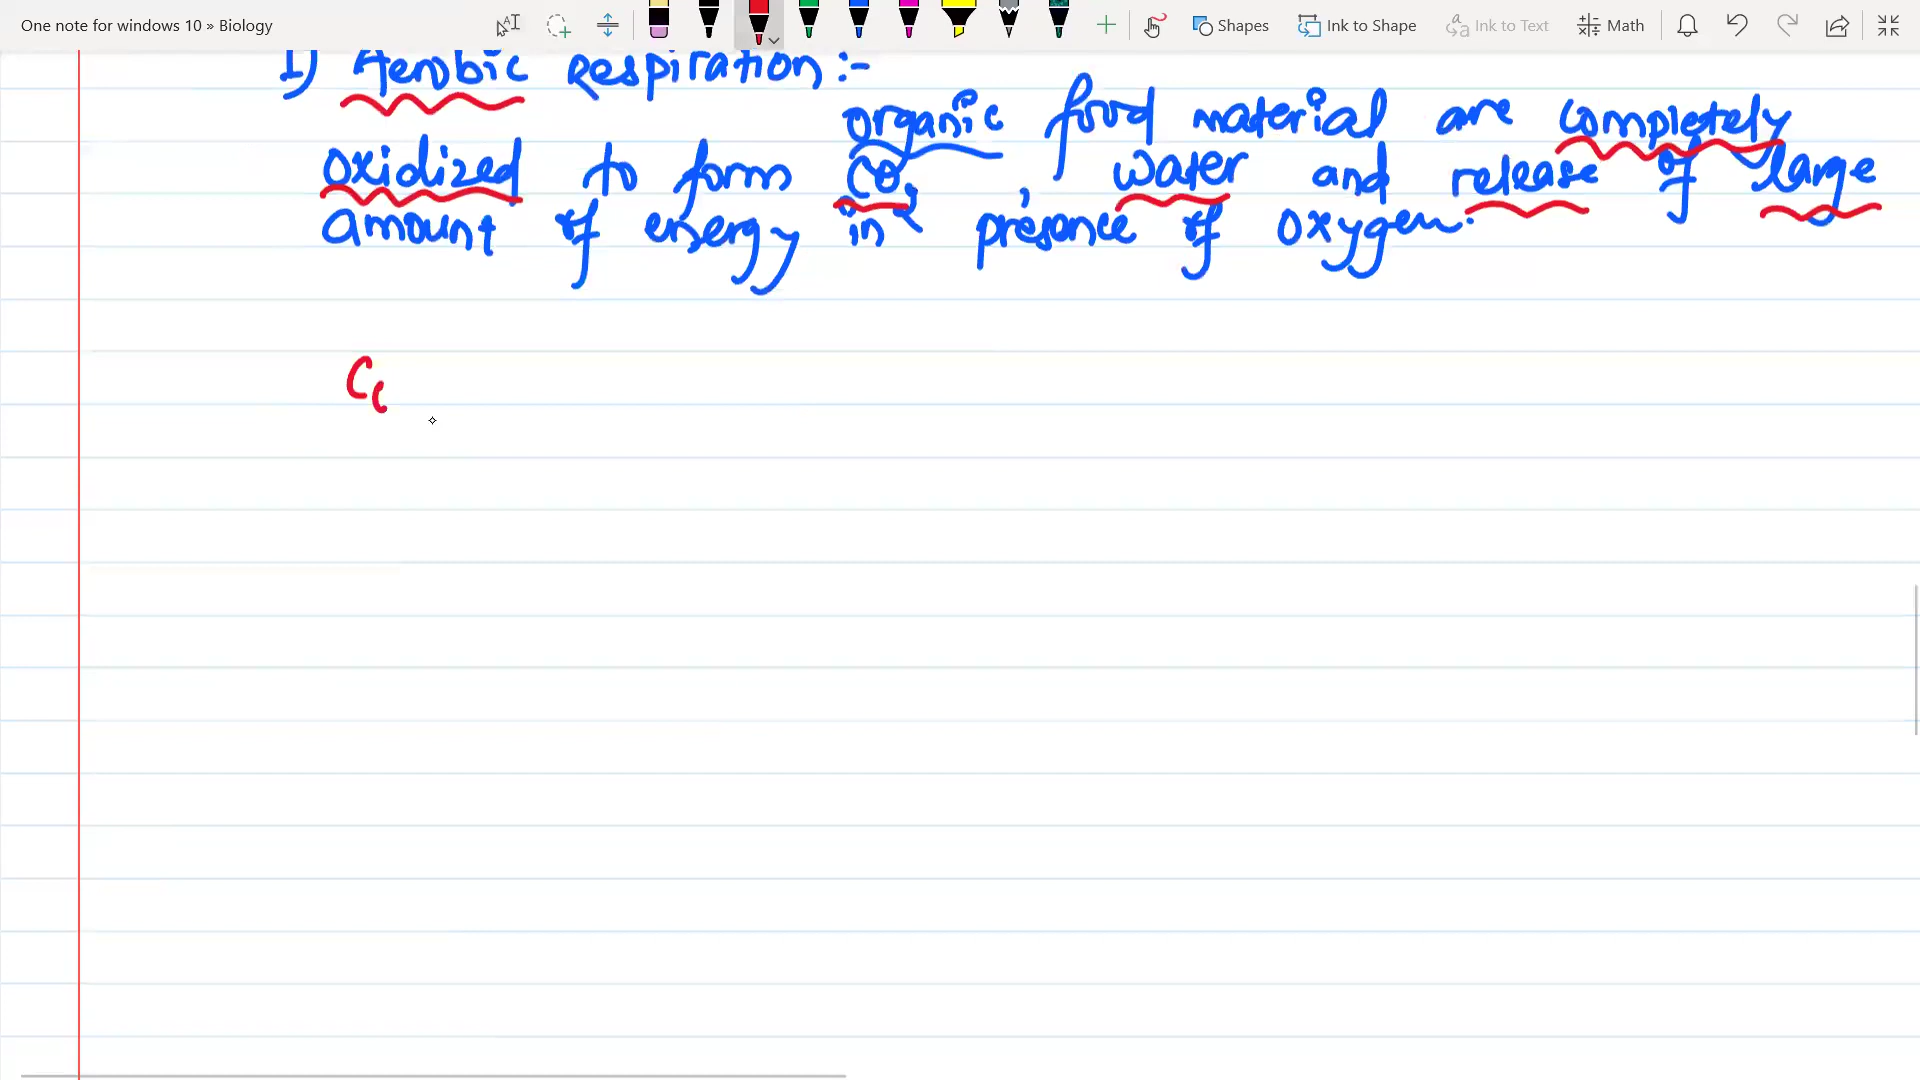 One note for windows 10 » Biology
Shapes
Ink to Shape
Ink to Text
Math
1) Aerobic Respiration:-
organic food material are completely
oxidized to form CO₂, water and release of large
amount of energy in presence of oxygen.
C